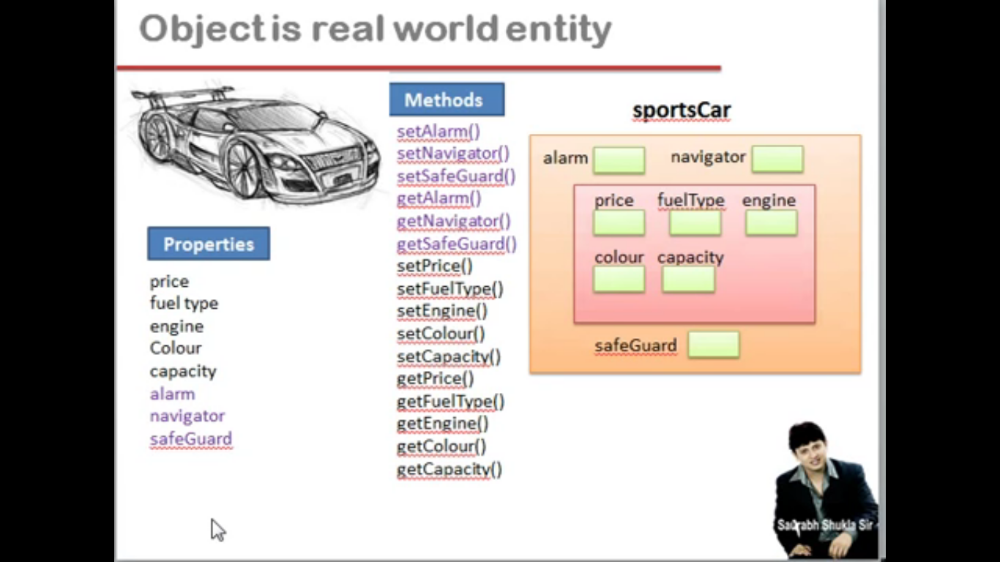 Object is real world entity
Methods
setAlarm()
setNavigator()
setSafeGuard()
getAlarm()
getNavigator()
getSafeGuard()
setPrice()
setFuelType()
setEngine()
setColour()
setCapacity()
getPrice()
getFuelType()
getEngine()
getColour()
getCapacity()
Properties
price
fuel type
engine
Colour
capacity
alarm
navigator
safeGuard
sportsCar
alarm navigator
price fuelType engine
colour capacity
safeGuard
Saurabh Shukla Sir